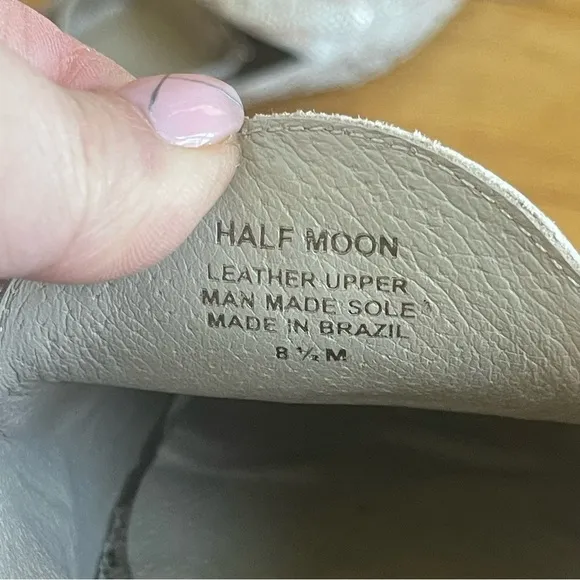 HALF MOON
LEATHER UPPER
MAN MADE SOLE
MADE IN BRAZIL
8 ½ M